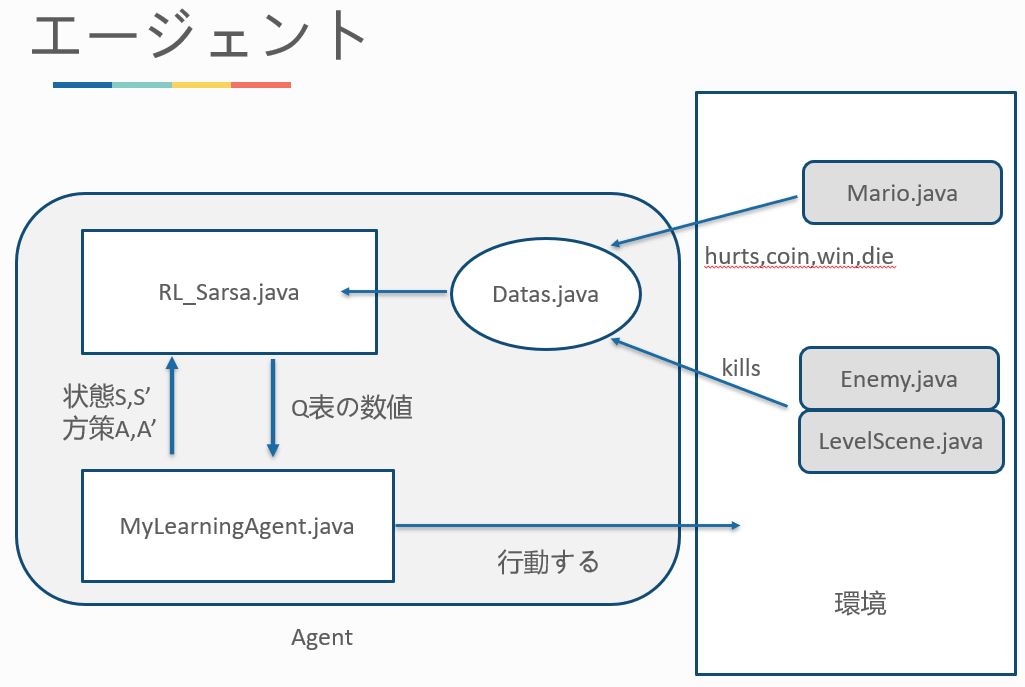 エージェント
Mario.java
hurts,coin,win,die
RL_Sarsa.java
Datas.java
kills
Enemy.java
LevelScene.java
状態S,S’
方策A,A’
Q表の数値
MyLearningAgent.java
行動する
環境
Agent